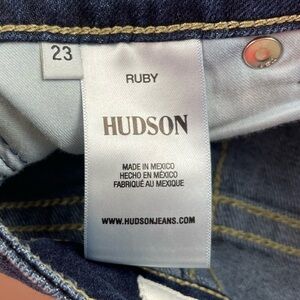 23
RUBY
HUDSON
MADE IN MEXICO
HECHO EN MÉXICO
FABRIQUÉ AU MEXIQUE
WWW.HUDSONJEANS.COM